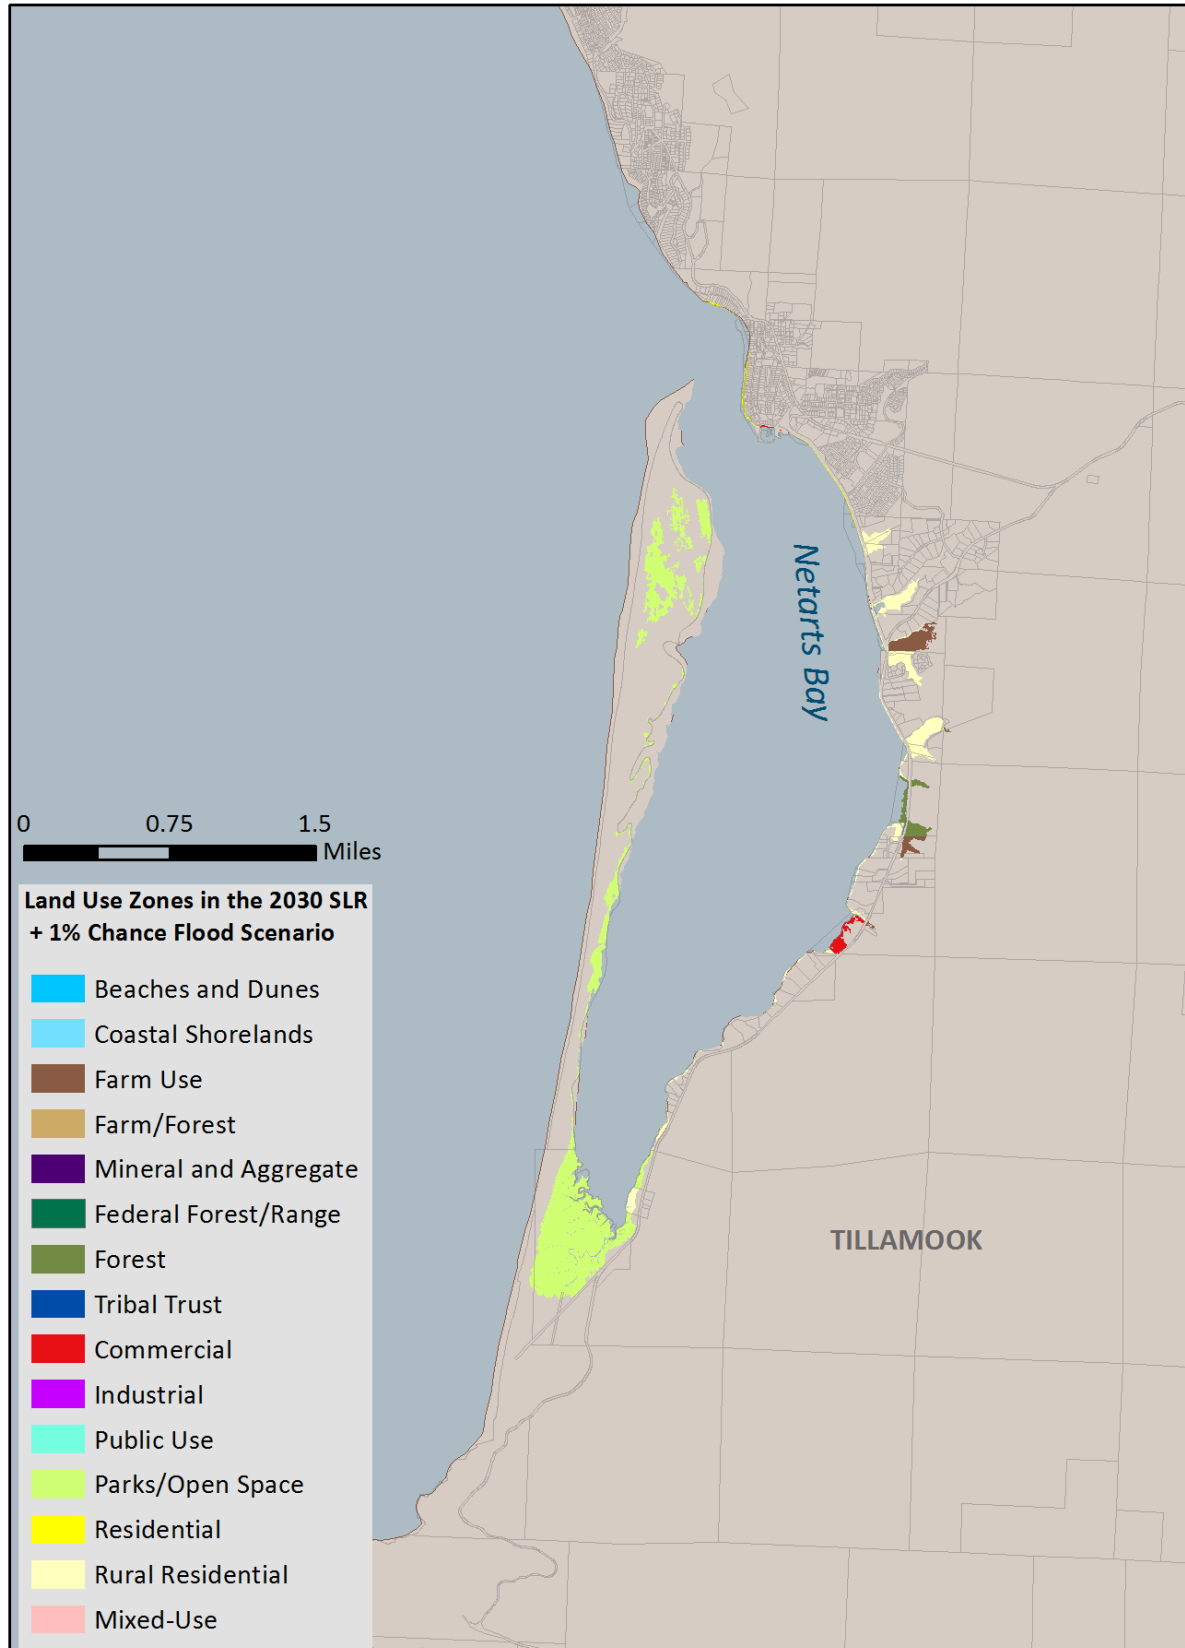 Netarts Bay
0 0.75 1.5
Miles
Land Use Zones in the 2030 SLR
+ 1% Chance Flood Scenario
Beaches and Dunes
Coastal Shorelands
Farm Use
Farm/Forest
Mineral and Aggregate
Federal Forest/Range
Forest
Tribal Trust
Commercial
Industrial
Public Use
Parks/Open Space
Residential
Rural Residential
Mixed-Use
TILLAMOOK